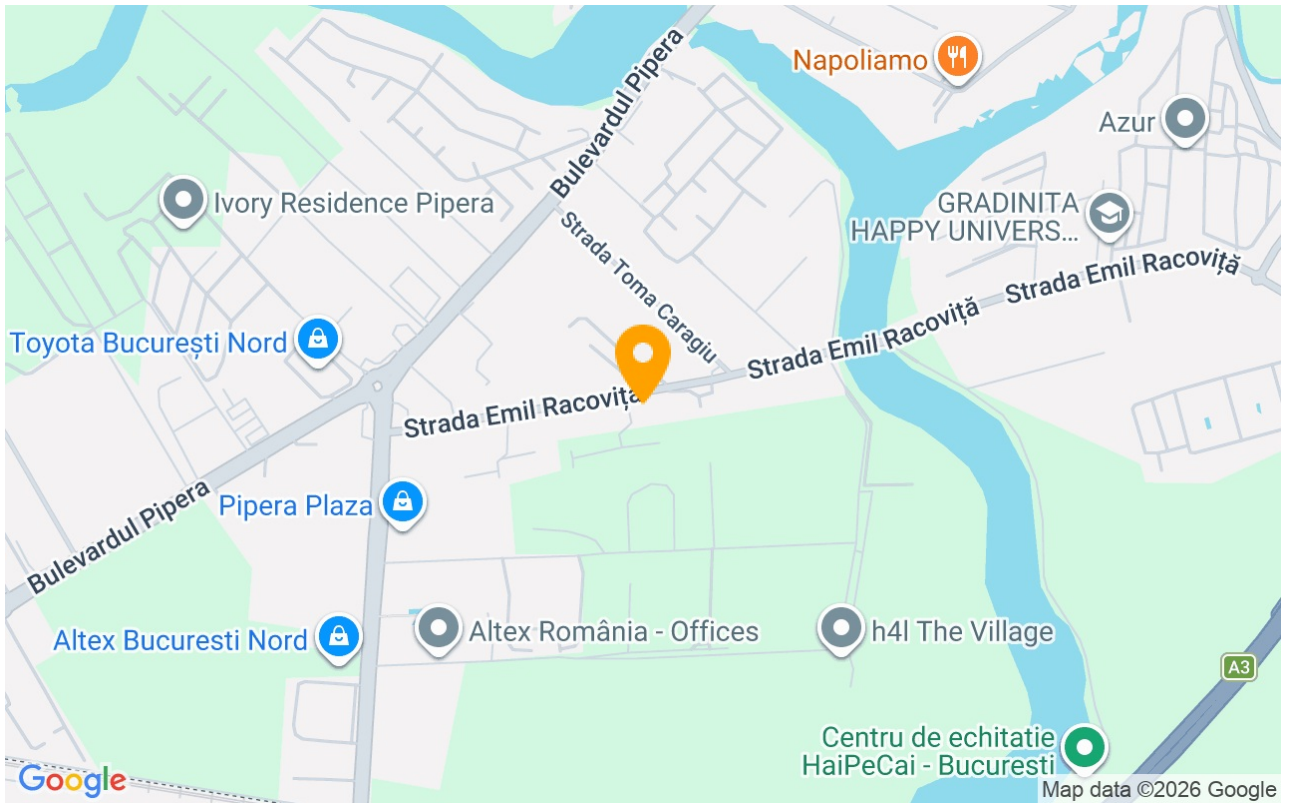 Bulevardul Pipera
Napoliamo
Azur
Ivory Residence Pipera
GRADINITA
HAPPY UNIVERS...
Strada Toma Caragiu
Strada Emil Racoviță
Strada Emil Racoviță
Toyota București Nord
Strada Emil Racoviță
Pipera Plaza
Bulevardul Pipera
Altex Bucuresti Nord
Altex România - Offices
h4l The Village
A3
Centru de echitatie
HaiPeCai - Bucuresti
Google
Map data ©2026 Google